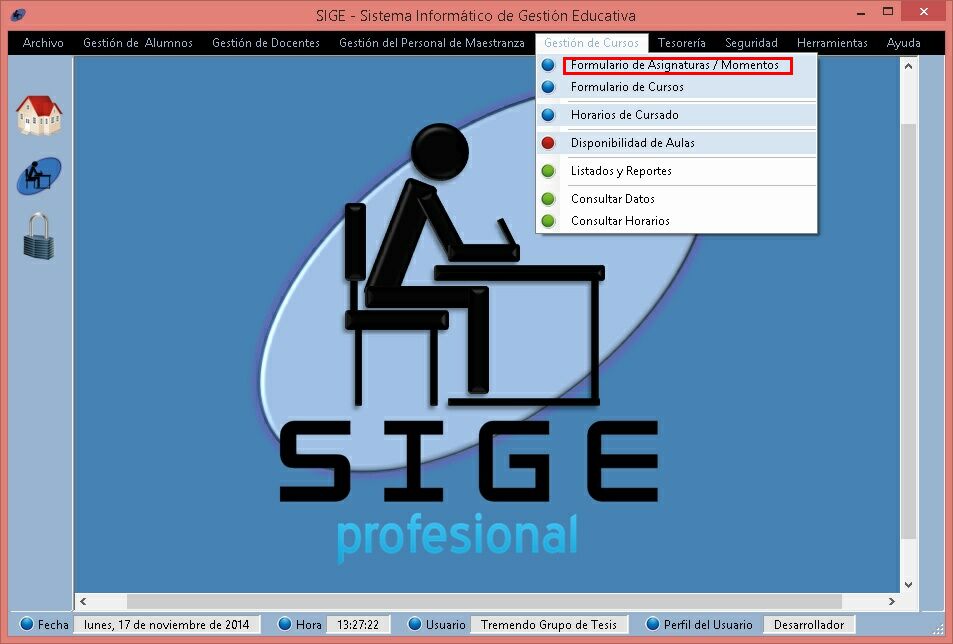 SIGE - Sistema Informático de Gestión Educativa
Archivo Gestión de Alumnos Gestión de Docentes Gestión del Personal de Maestranza Gestión de Cursos Tesorería Seguridad Herramientas Ayuda
Formulario de Asignaturas / Momentos
Formulario de Cursos
Horarios de Cursado
Disponibilidad de Aulas
Listados y Reportes
Consultar Datos
Consultar Horarios
SIGE
profesional
Fecha lunes, 17 de noviembre de 2014 Hora 13:27:22 Usuario Tremendo Grupo de Tesis Perfil del Usuario Desarrollador